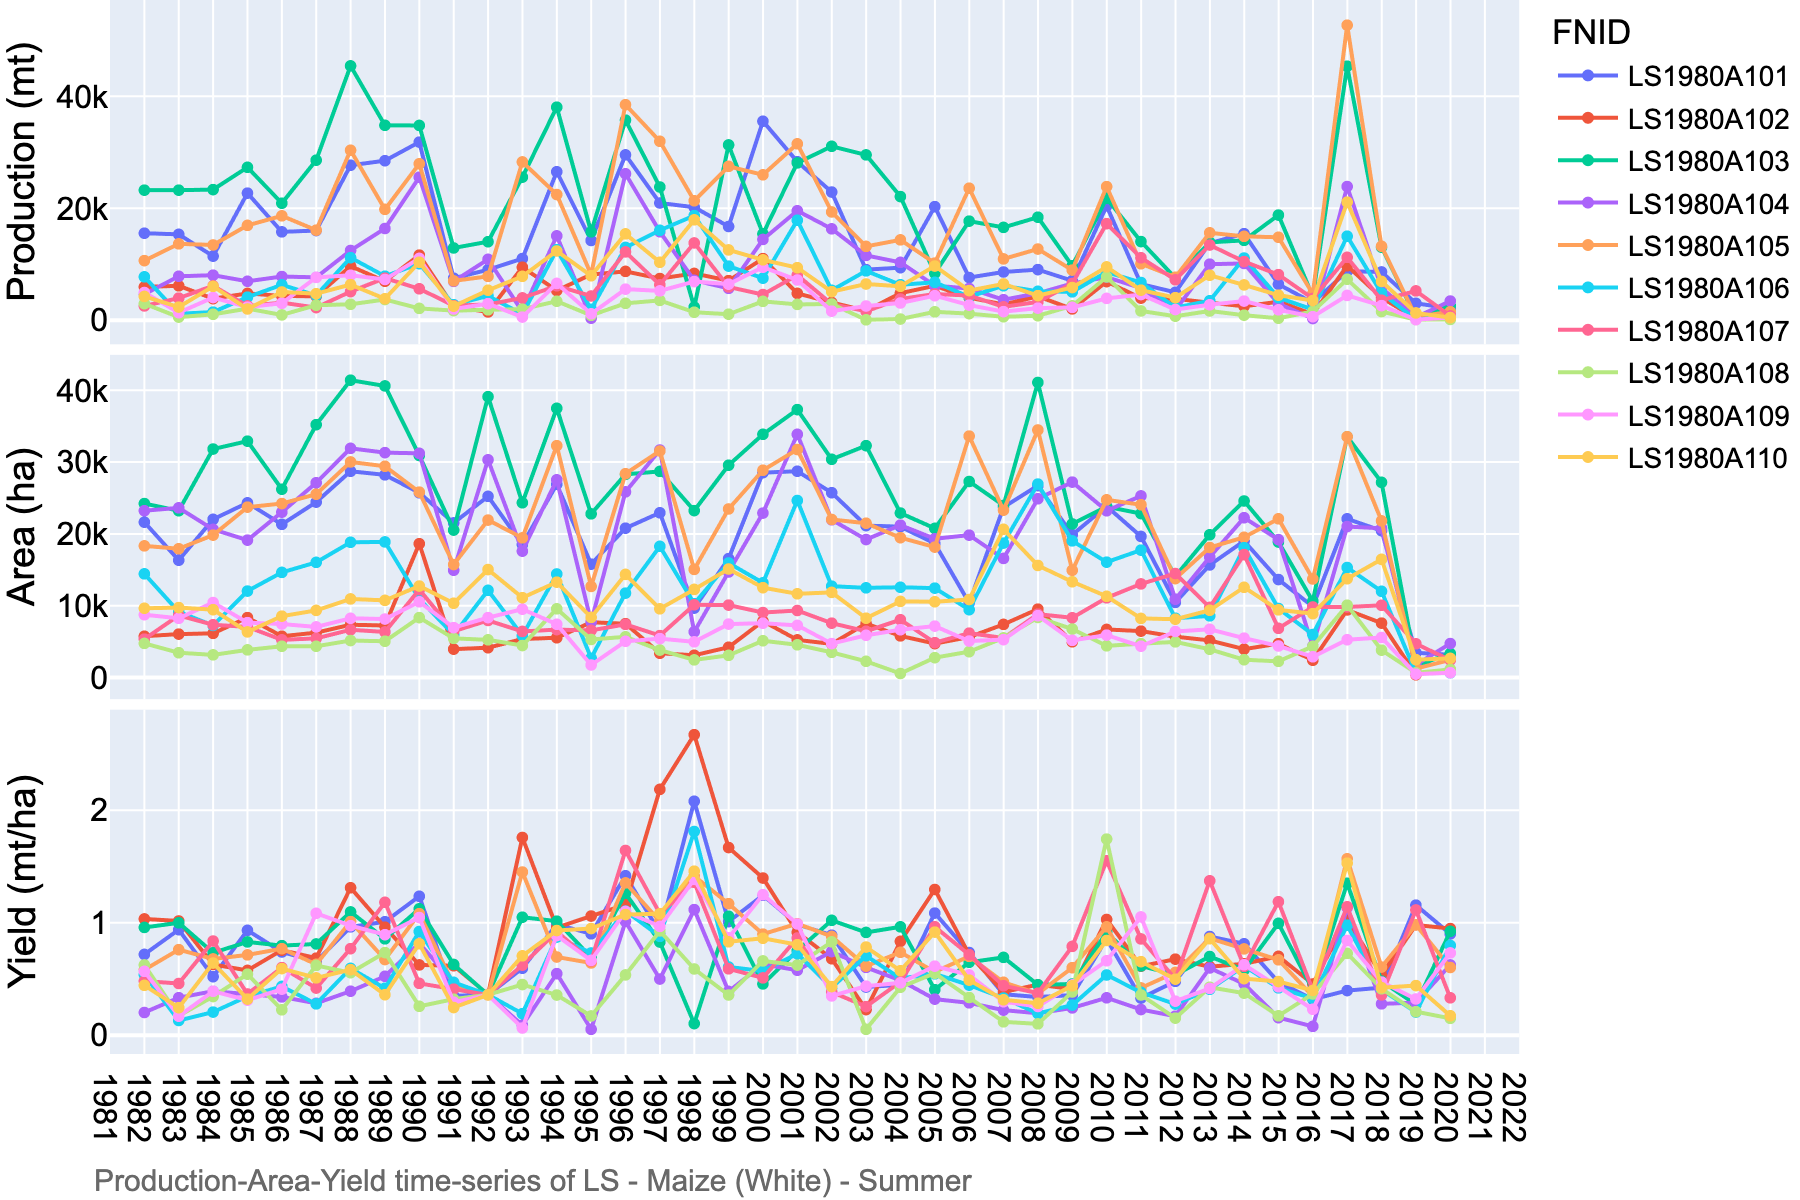 Production (mt)
40k
20k
0
Area (ha)
40k
30k
20k
10k
0
Yield (mt/ha)
2
1
0
1981
1982
1983
1984
1985
1986
1987
1988
1989
1990
1991
1992
1993
1994
1995
1996
1997
1998
1999
2000
2001
2002
2003
2004
2005
2006
2007
2008
2009
2010
2011
2012
2013
2014
2015
2016
2017
2018
2019
2020
2021
2022
FNID
LS1980A101
LS1980A102
LS1980A103
LS1980A104
LS1980A105
LS1980A106
LS1980A107
LS1980A108
LS1980A109
LS1980A110
Production-Area-Yield time-series of LS - Maize (White) - Summer